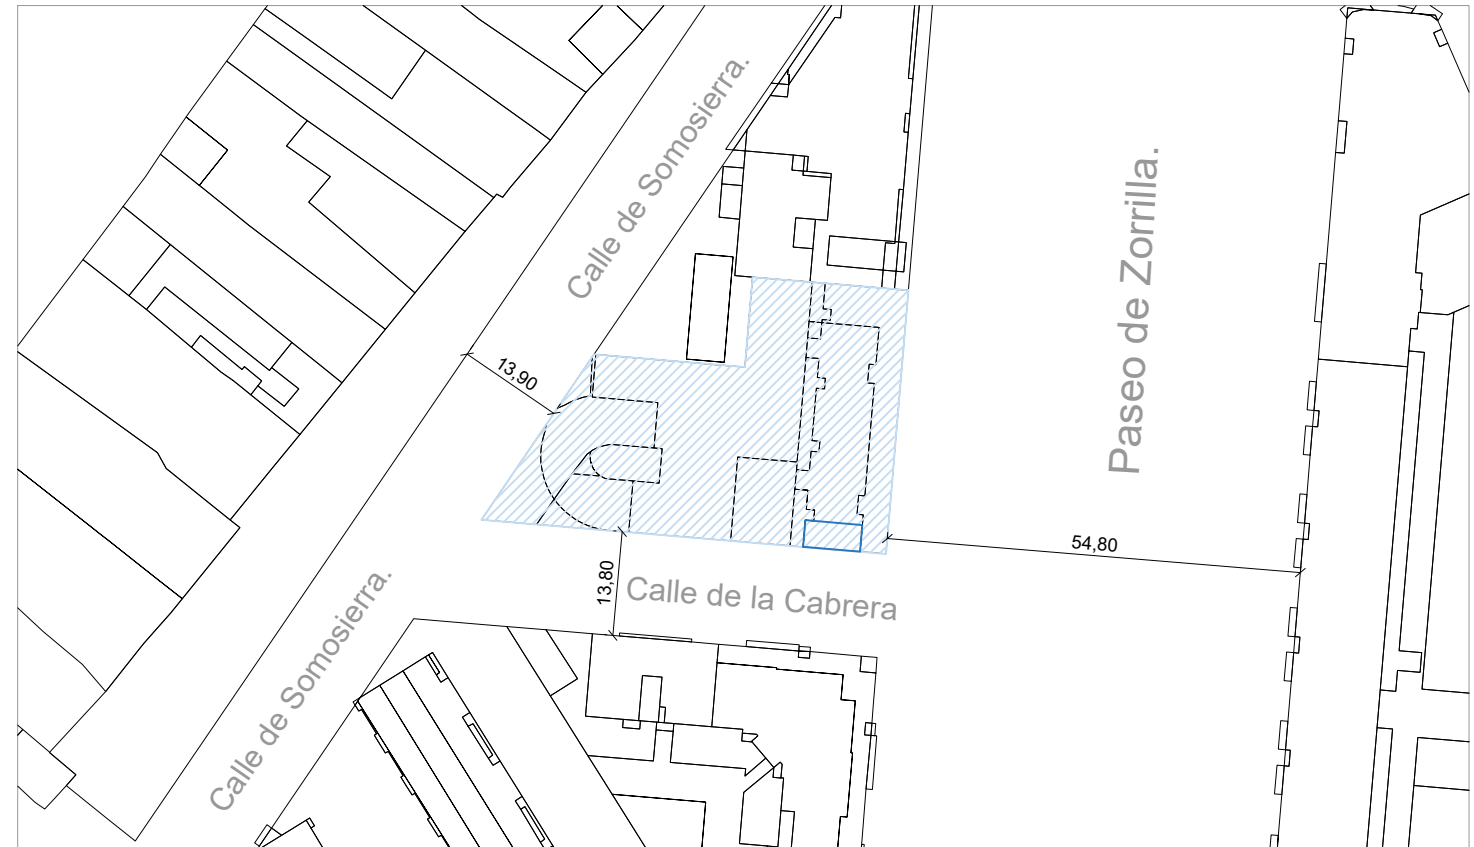 Calle de Somosierra.
Paseo de Zorrilla.
13,90
54,80
13,80
Calle de la Cabrera
Calle de Somosierra.